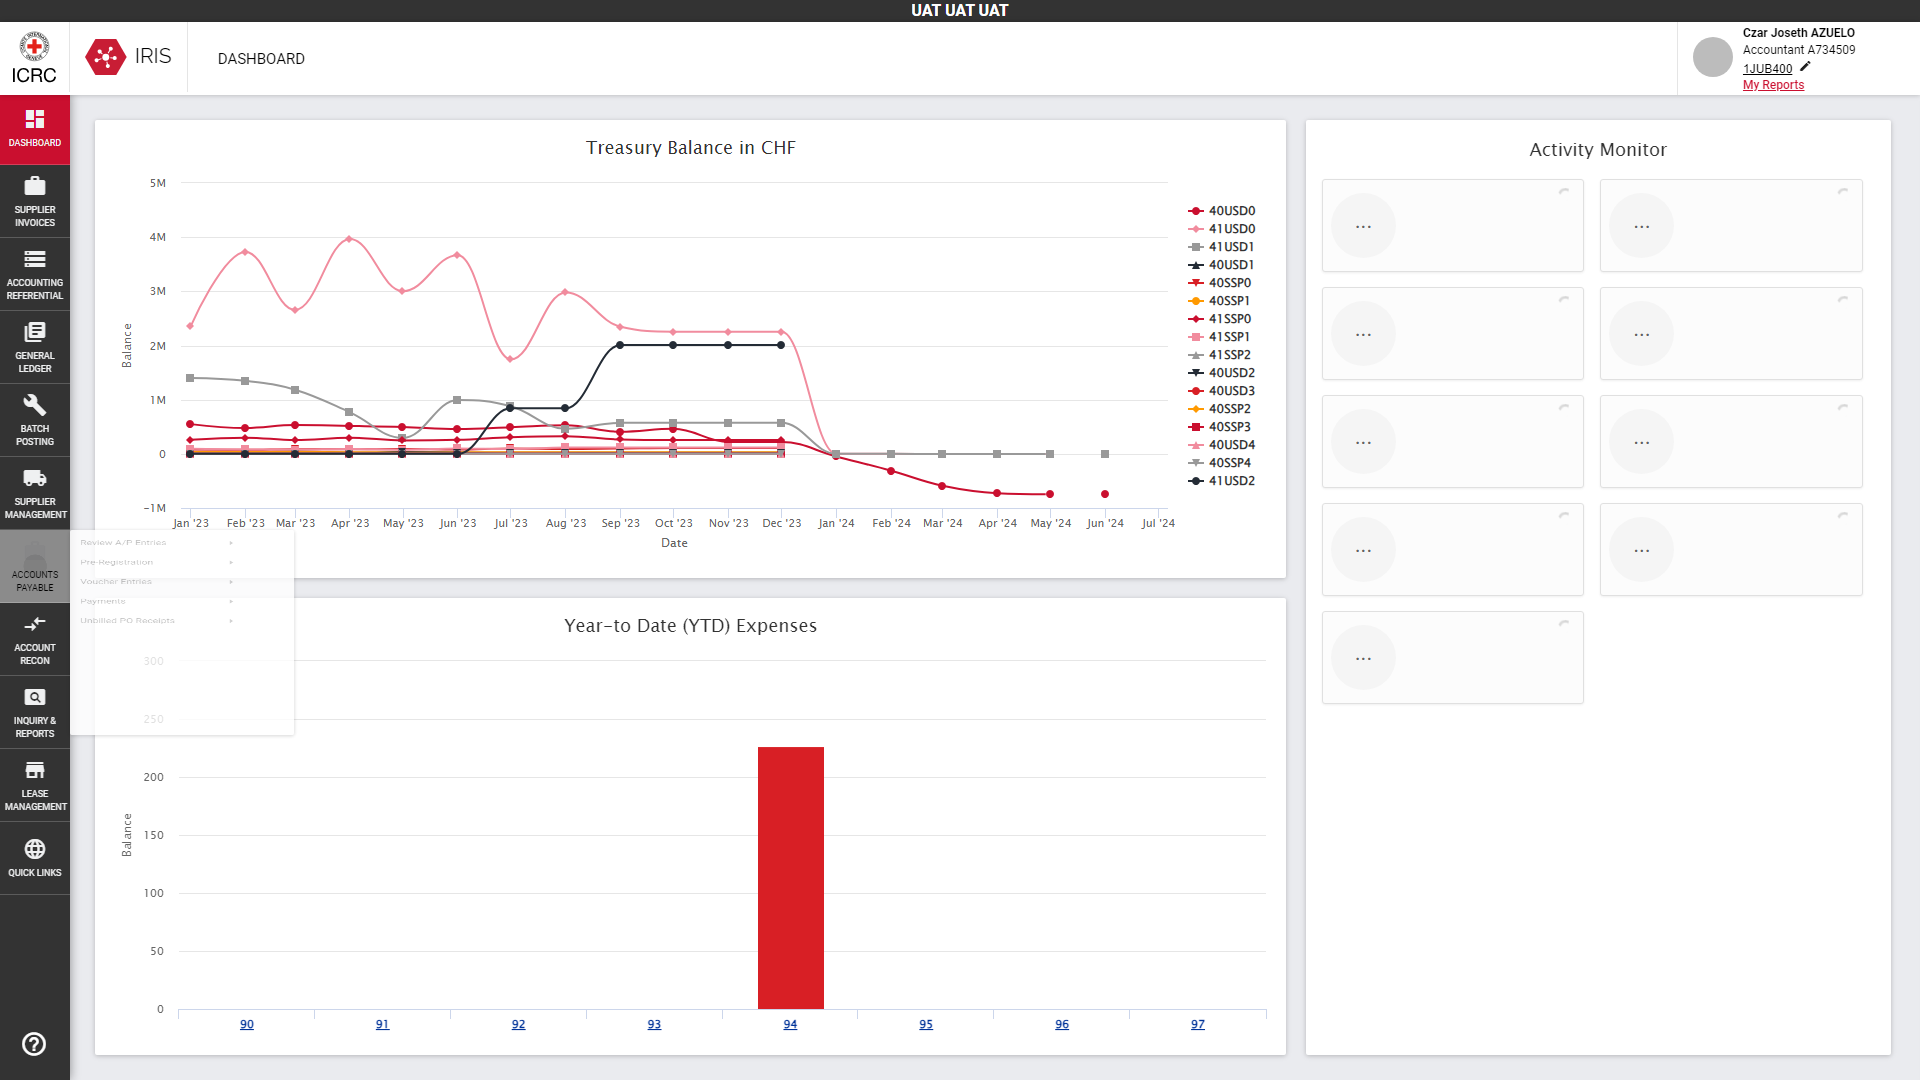 UAT UAT UAT
ICRC
IRIS
DASHBOARD
Czar Joseth AZUELO
Accountant A734509
1JUB400
My Reports
DASHBOARD
SUPPLIER
INVOICES
ACCOUNTING
REFERENTIAL
GENERAL
LEDGER
BATCH
POSTING
SUPPLIER
MANAGEMENT
ACCOUNTS
PAYABLE
ACCOUNT
RECON
INQUIRY &
REPORTS
LEASE
MANAGEMENT
QUICK LINKS
Review A/P Entries
Pre-Registration
Voucher Entries
Payments
Unbilled PO Receipts
Treasury Balance in CHF
5M
4M
3M
2M
1M
0
-1M
Balance
Jan '23 Feb '23 Mar '23 Apr '23 May '23 Jun '23 Jul '23 Aug '23 Sep '23 Oct '23 Nov '23 Dec '23 Jan '24 Feb '24 Mar '24 Apr '24 May '24 Jun '24 Jul '24
Date
40USD0
41USD0
41USD1
40USD1
40SSP0
40SSP1
41SSP0
41SSP1
41SSP2
40USD2
40USD3
40SSP2
40SSP3
40USD4
40SSP4
41USD2
Year-to Date (YTD) Expenses
300
250
200
150
100
50
0
Balance
90 91 92 93 94 95 96 97
Activity Monitor
... ...
... ...
... ...
... ...
...